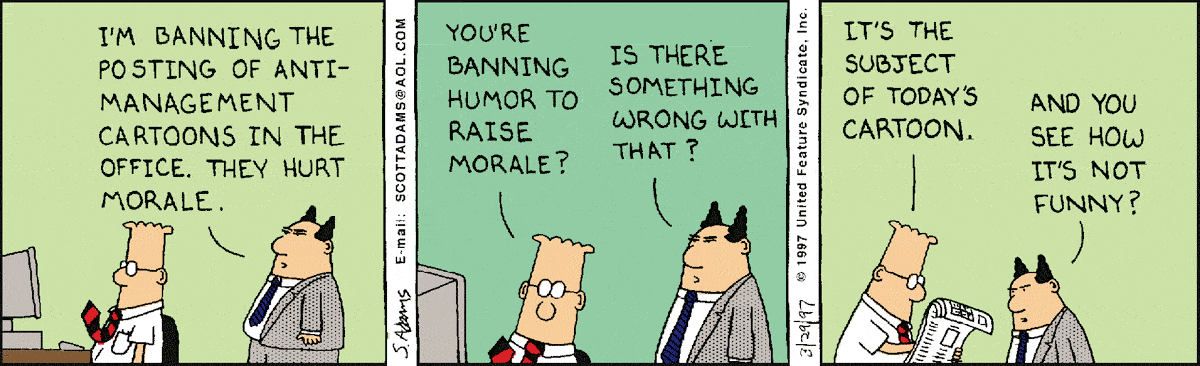 I'M BANNING THE
POSTING OF ANTI-
MANAGEMENT
CARTOONS IN THE
OFFICE. THEY HURT
MORALE.
S. Adams
E-mail: SCOTTADAMS@AOL.COM
YOU'RE
BANNING
HUMOR TO
RAISE
MORALE?
IS THERE
SOMETHING
WRONG WITH
THAT?
3/29/97
© 1997 United Feature Syndicate, Inc.
IT'S THE
SUBJECT
OF TODAY'S
CARTOON.
AND YOU
SEE HOW
IT'S NOT
FUNNY?